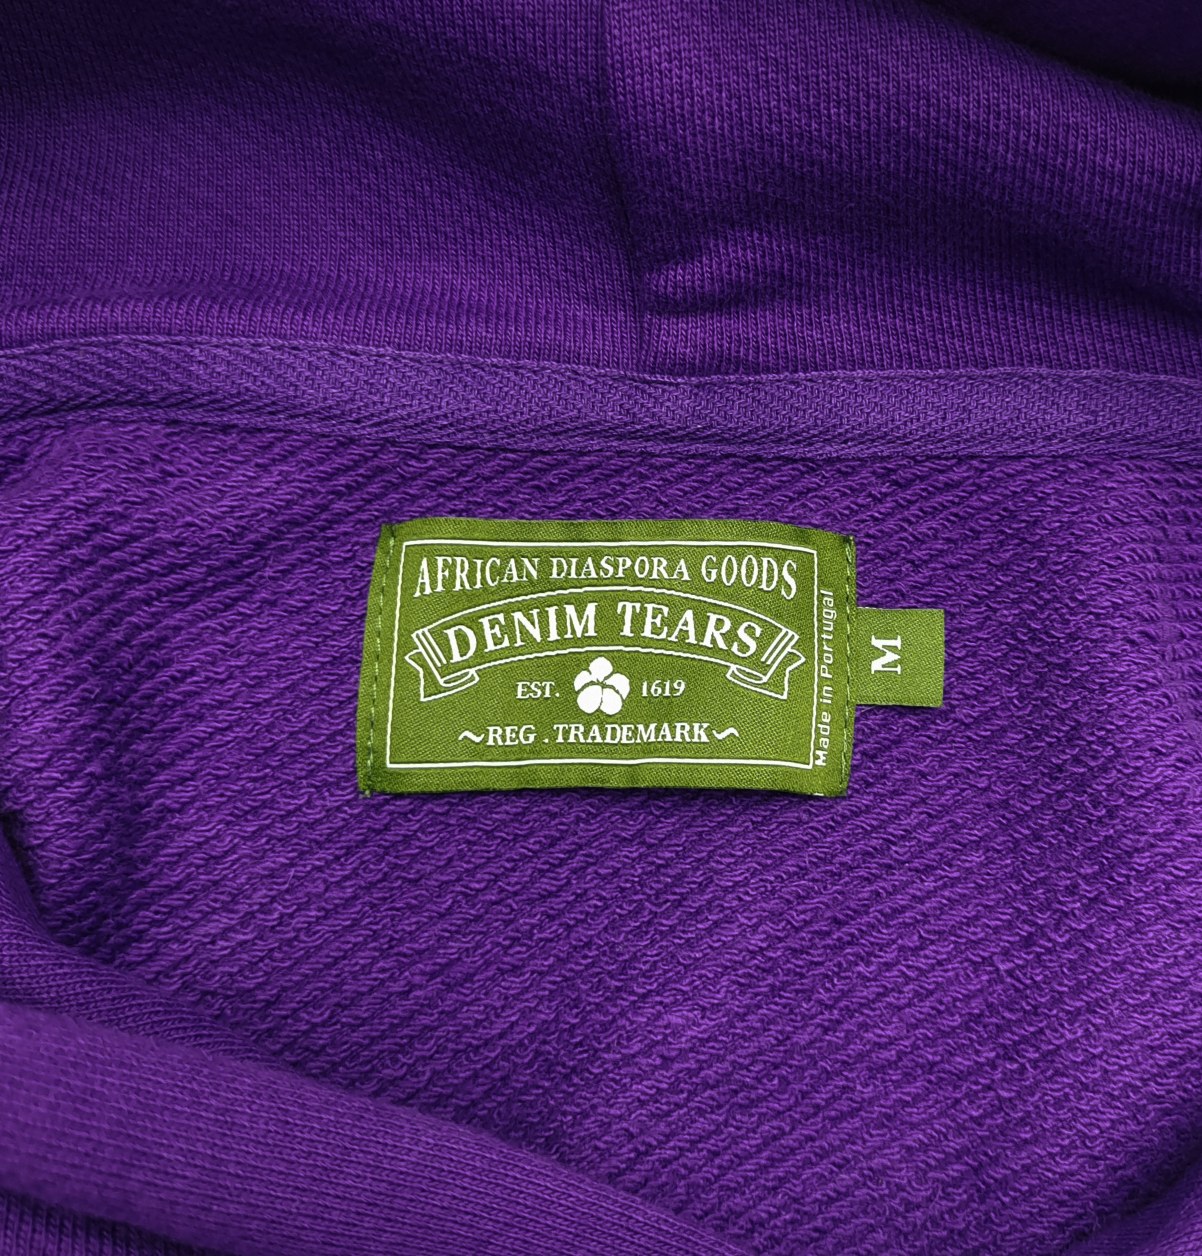 AFRICAN DIASPORA GOODS
DENIM TEARS
EST. 1619
~REG . TRADEMARK~
Made in Portugal
M